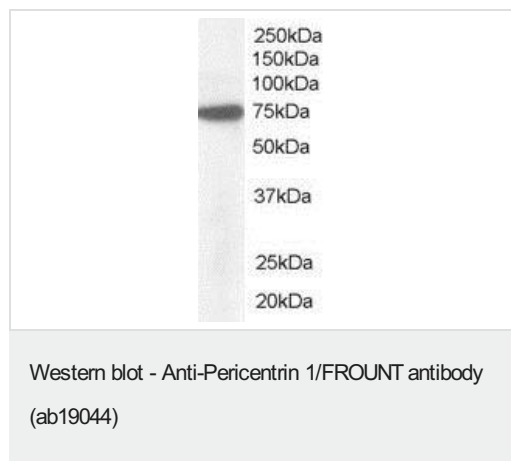 250kDa
150kDa
100kDa
75kDa
50kDa
37kDa
25kDa
20kDa
Western blot - Anti-Pericentrin 1/FROUNT antibody
(ab19044)